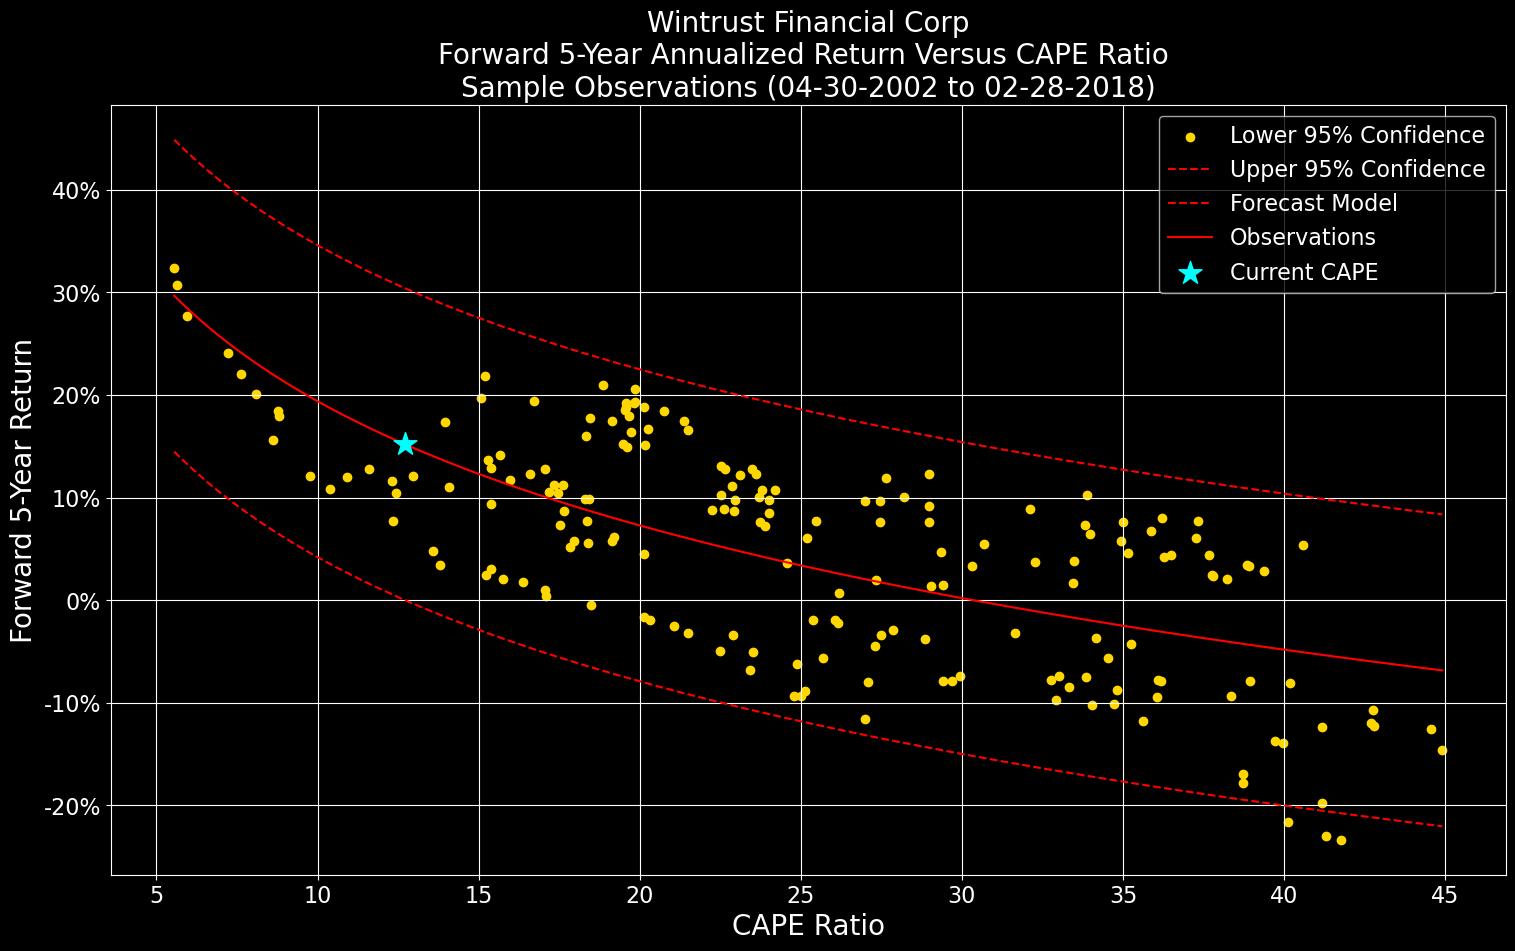 Wintrust Financial Corp
Forward 5-Year Annualized Return Versus CAPE Ratio
Sample Observations (04-30-2002 to 02-28-2018)
Lower 95% Confidence
Upper 95% Confidence
Forecast Model
Observations
Current CAPE
Forward 5-Year Return
40%
30%
20%
10%
0%
-10%
-20%
5 10 15 20 25 30 35 40 45
CAPE Ratio